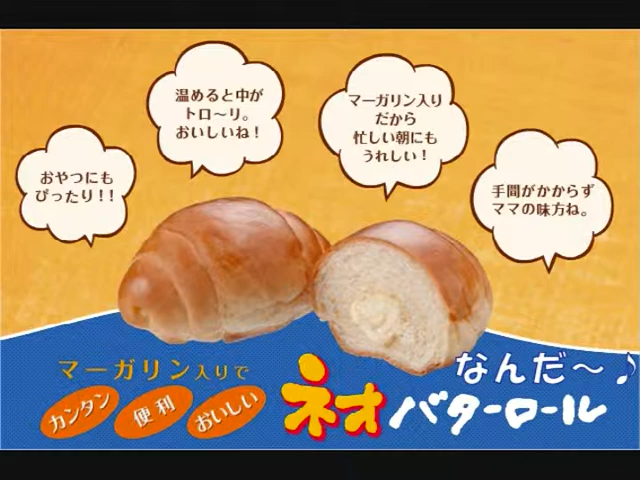 おやつにも
ぴったり!!
温めると中が
トロ〜リ。
おいしいね!
マーガリン入り
だから
忙しい朝にも
うれしい!
手間がかからず
ママの味方ね。
マーガリン入りで
カンタン
便利
おいしい
なんだ〜♪
ネオバターロール